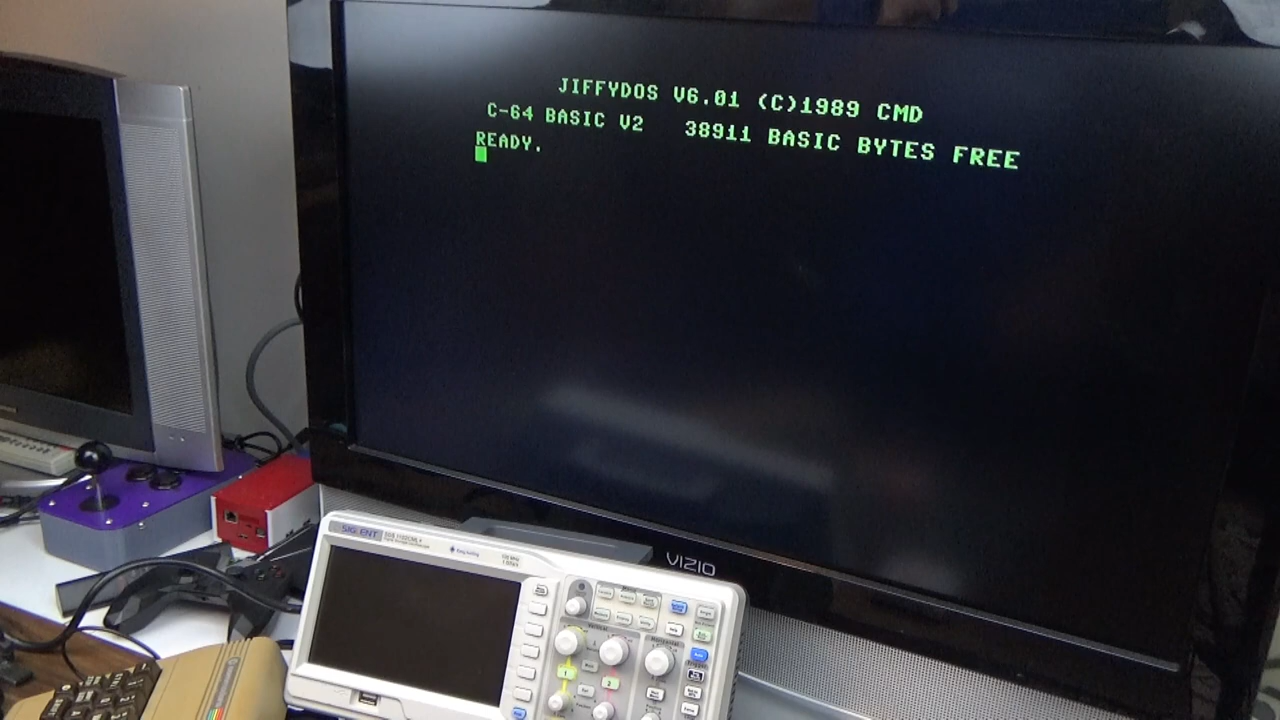 JIFFYDOS V6.01 (C)1989 CMD
C-64 BASIC V2 38911 BASIC BYTES FREE
READY.
VIZIO
SIGLENT